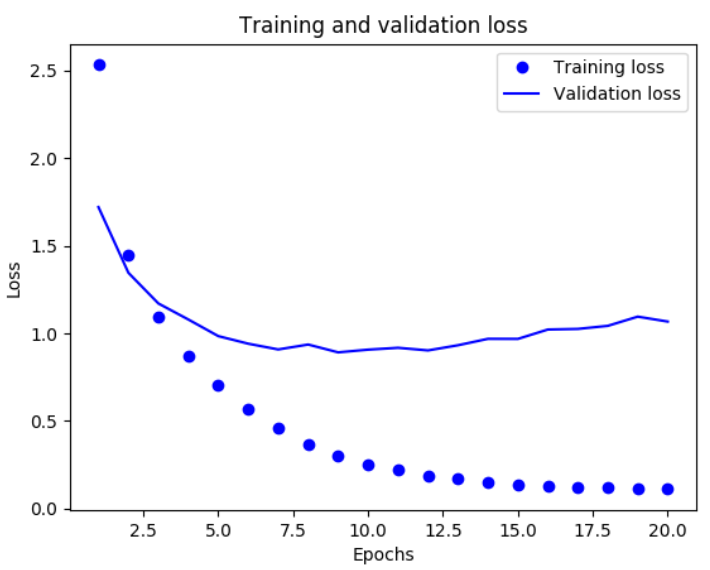 Training and validation loss
Training loss
Validation loss
2.5
2.0
1.5
1.0
0.5
0.0
Loss
2.5
5.0
7.5
10.0
12.5
15.0
17.5
20.0
Epochs